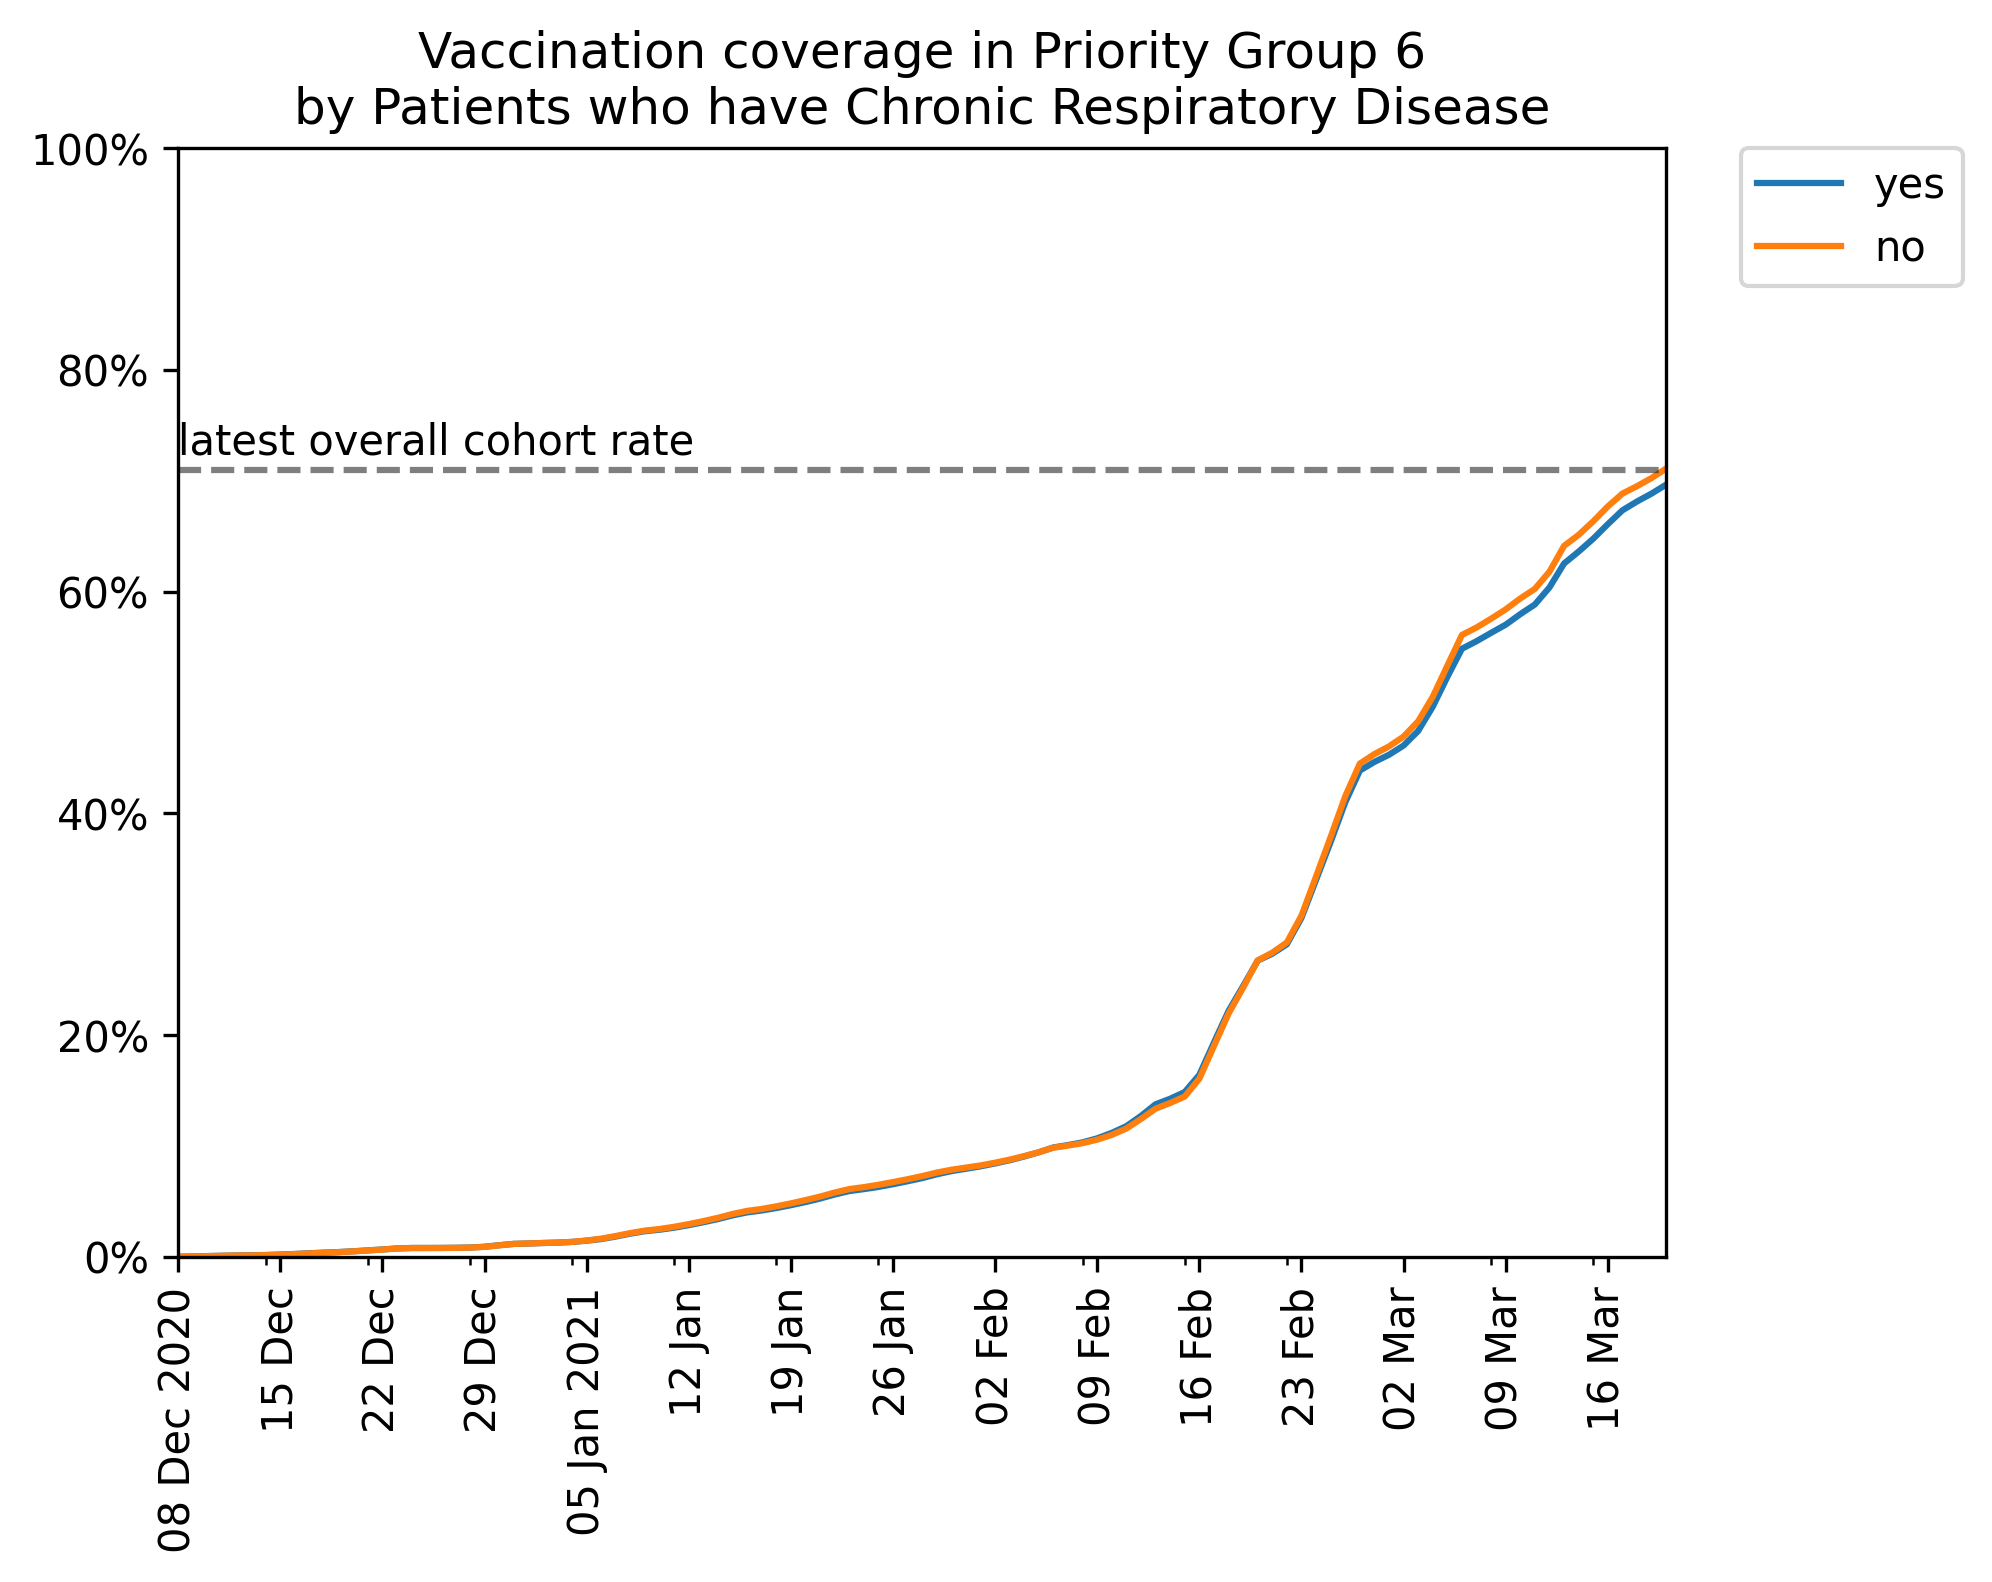 Vaccination coverage in Priority Group 6
by Patients who have Chronic Respiratory Disease
100%
80%
60%
40%
20%
0%
latest overall cohort rate
yes
no
08 Dec 2020
15 Dec
22 Dec
29 Dec
05 Jan 2021
12 Jan
19 Jan
26 Jan
02 Feb
09 Feb
16 Feb
23 Feb
02 Mar
09 Mar
16 Mar